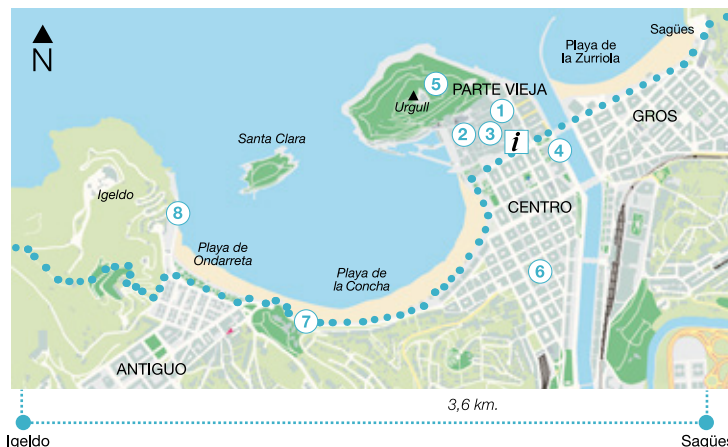 N
Sagües
Playa de
la Zurriola
5
PARTE VIEJA
Urgull
1
GROS
2
3
i
4
Santa Clara
Igeldo
8
CENTRO
Playa de
Ondarreta
Playa de
la Concha
6
7
ANTIGUO
3,6 km.
Igeldo
Sagüe